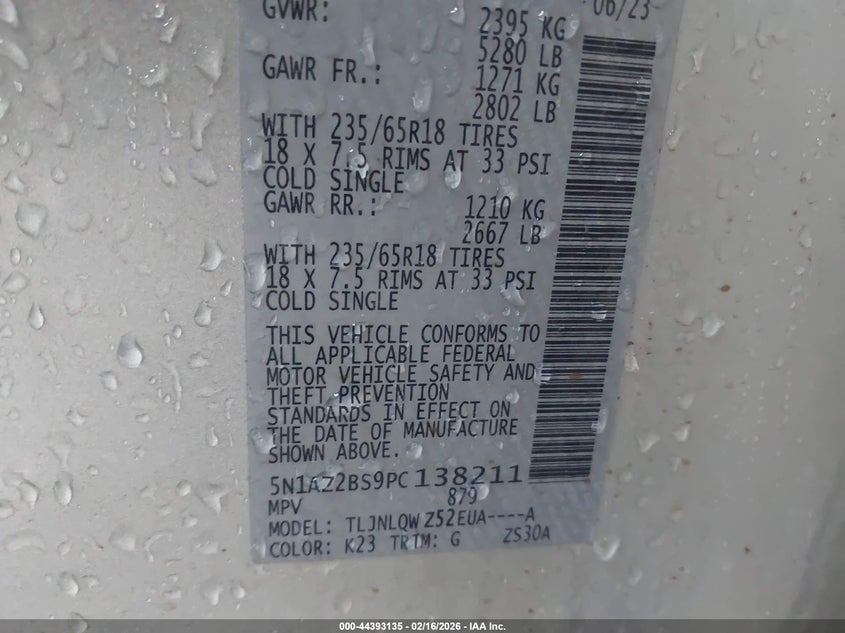 GVWR: 06/23
2395 KG
5280 LB
GAWR FR.: 1271 KG
2802 LB
WITH 235/65R18 TIRES
18 X 7.5 RIMS AT 33 PSI
COLD SINGLE
GAWR RR.: 1210 KG
2667 LB
WITH 235/65R18 TIRES
18 X 7.5 RIMS AT 33 PSI
COLD SINGLE
THIS VEHICLE CONFORMS TO
ALL APPLICABLE FEDERAL
MOTOR VEHICLE SAFETY AND
THEFT PREVENTION
STANDARDS IN EFFECT ON
THE DATE OF MANUFACTURE
SHOWN ABOVE.
5N1AZ2BS9PC138211
MPV 879
MODEL: TLJNLQWZ52EUA----A
COLOR: K23 TRIM: G ZS30A
000-44393135 - 02/16/2026 - IAA Inc.